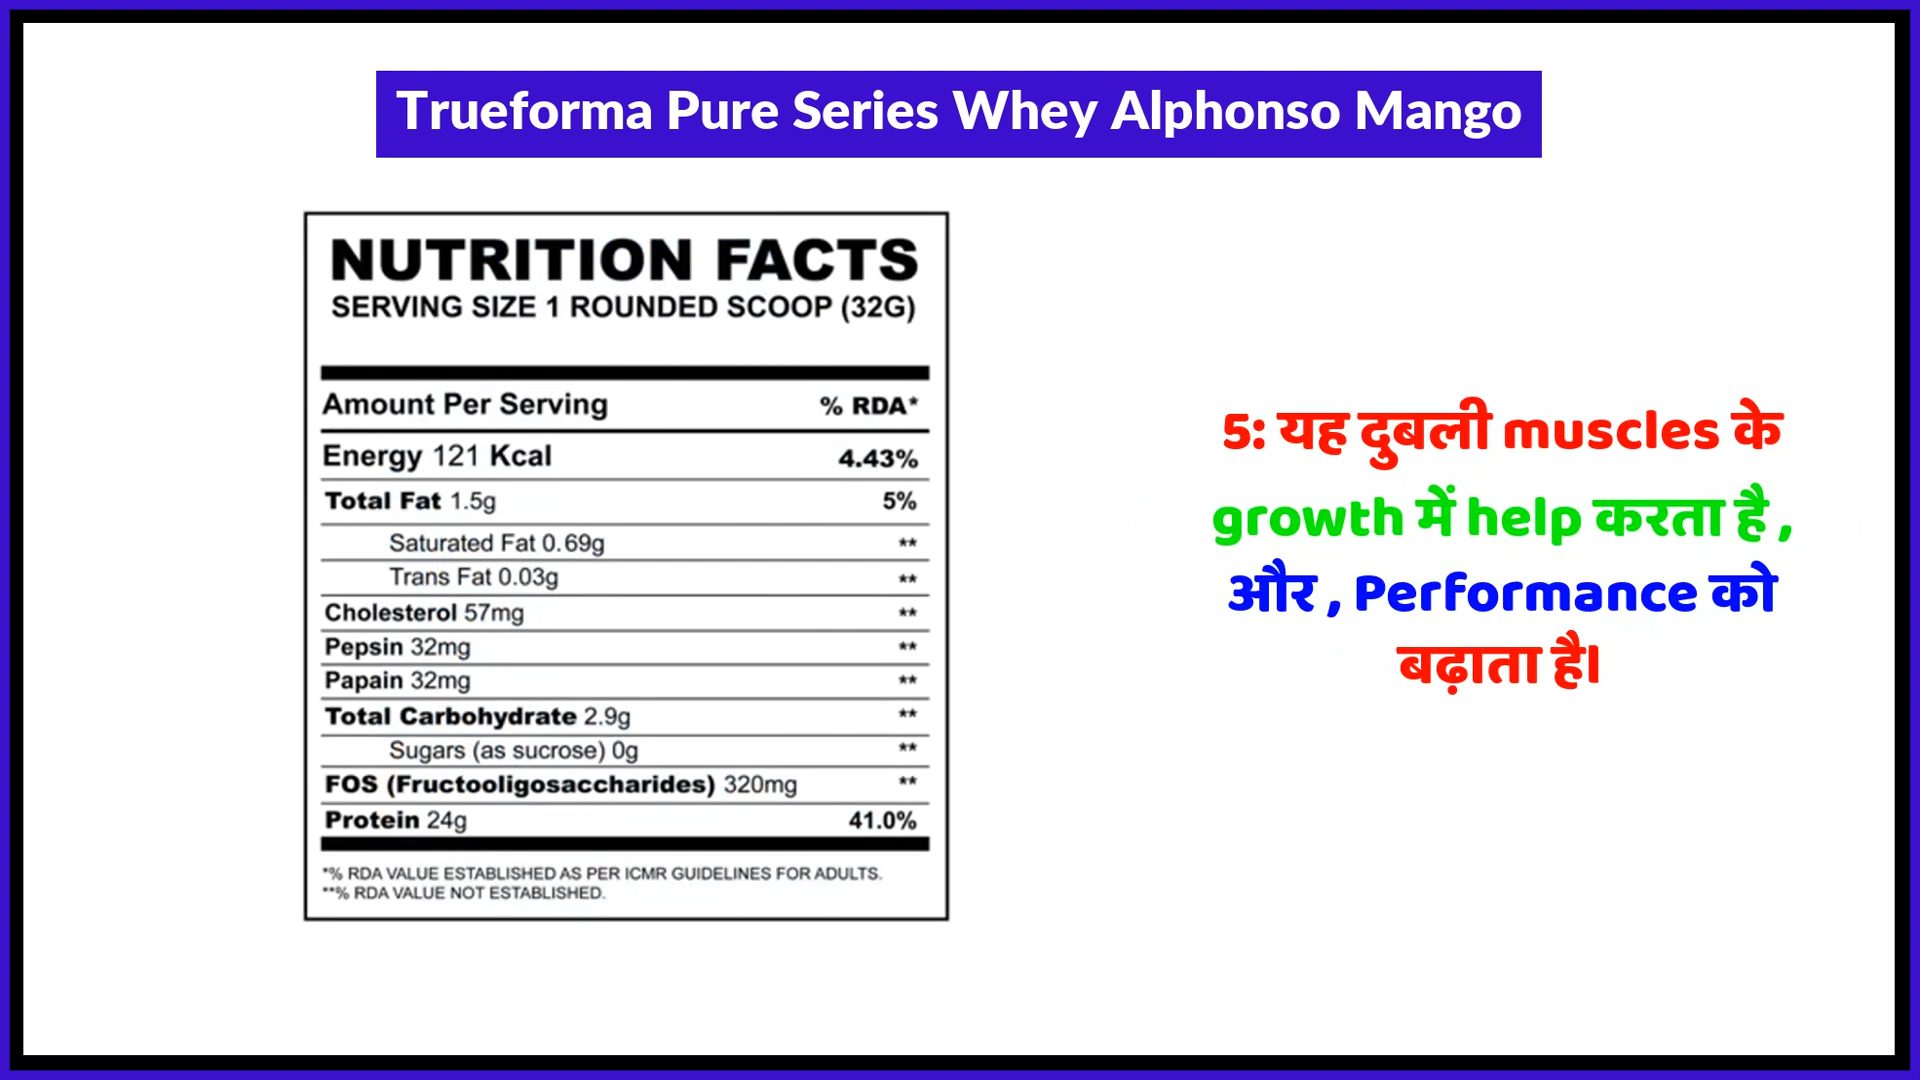 Trueforma Pure Series Whey Alphonso Mango
NUTRITION FACTS
SERVING SIZE 1 ROUNDED SCOOP (32G)
Amount Per Serving % RDA*
Energy 121 Kcal 4.43%
Total Fat 1.5g 5%
Saturated Fat 0.69g **
Trans Fat 0.03g **
Cholesterol 57mg **
Pepsin 32mg **
Papain 32mg **
Total Carbohydrate 2.9g **
Sugars (as sucrose) 0g **
FOS (Fructooligosaccharides) 320mg **
Protein 24g 41.0%
*% RDA VALUE ESTABLISHED AS PER ICMR GUIDELINES FOR ADULTS.
**% RDA VALUE NOT ESTABLISHED.
5: यह दुबली muscles के
growth में help करता है ,
और , Performance को
बढ़ाता है।